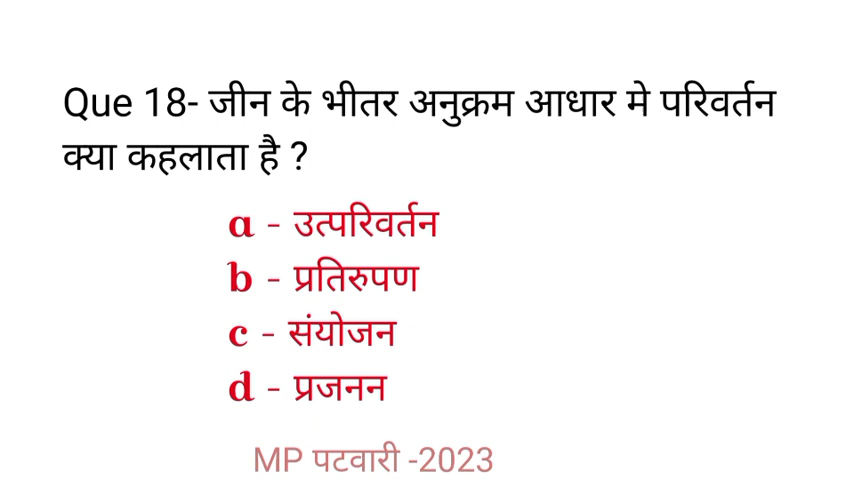 Que 18- जीन के भीतर अनुक्रम आधार मे परिवर्तन
क्या कहलाता है ?
a - उत्परिवर्तन
b - प्रतिरुपण
c - संयोजन
d - प्रजनन
MP पटवारी -2023